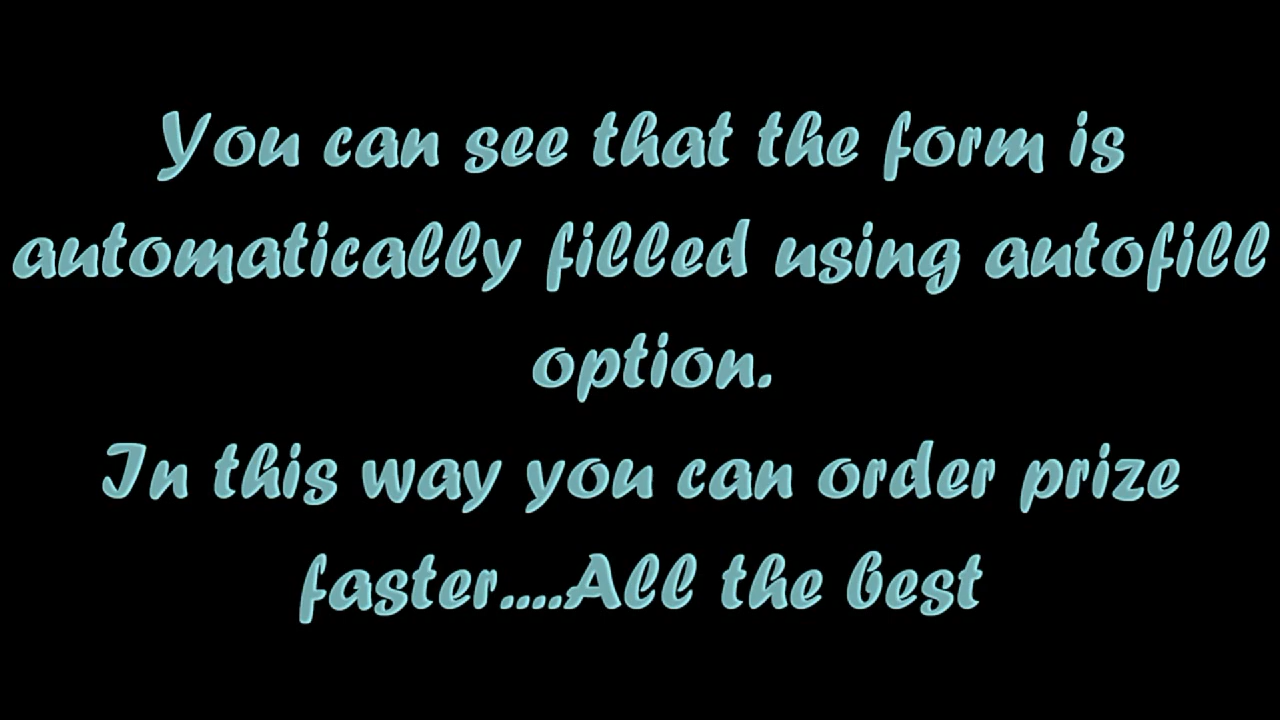 You can see that the form is
automatically filled using autofill
option.
In this way you can order prize
faster....All the best